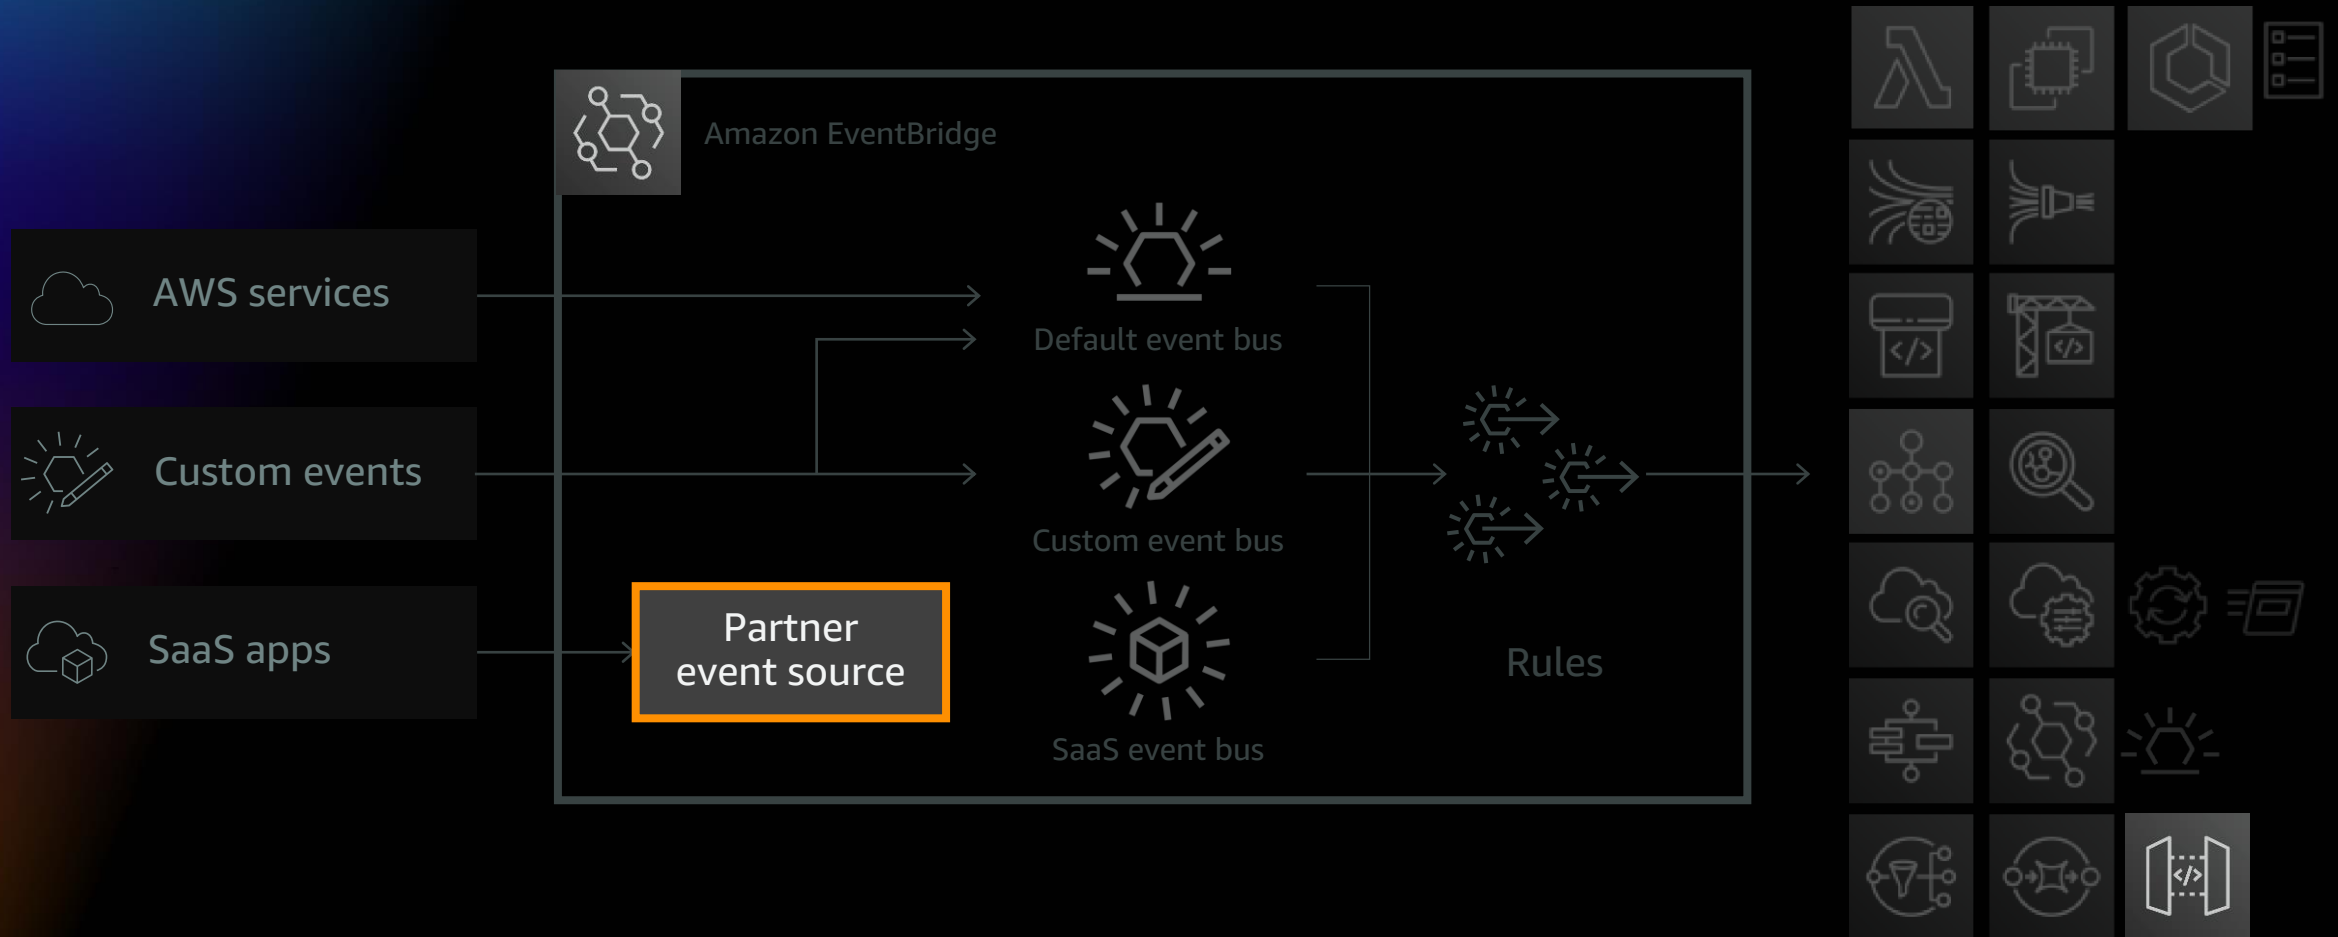 Amazon EventBridge
AWS services
Default event bus
Custom events
Custom event bus
Partner
event source
SaaS apps
Rules
SaaS event bus